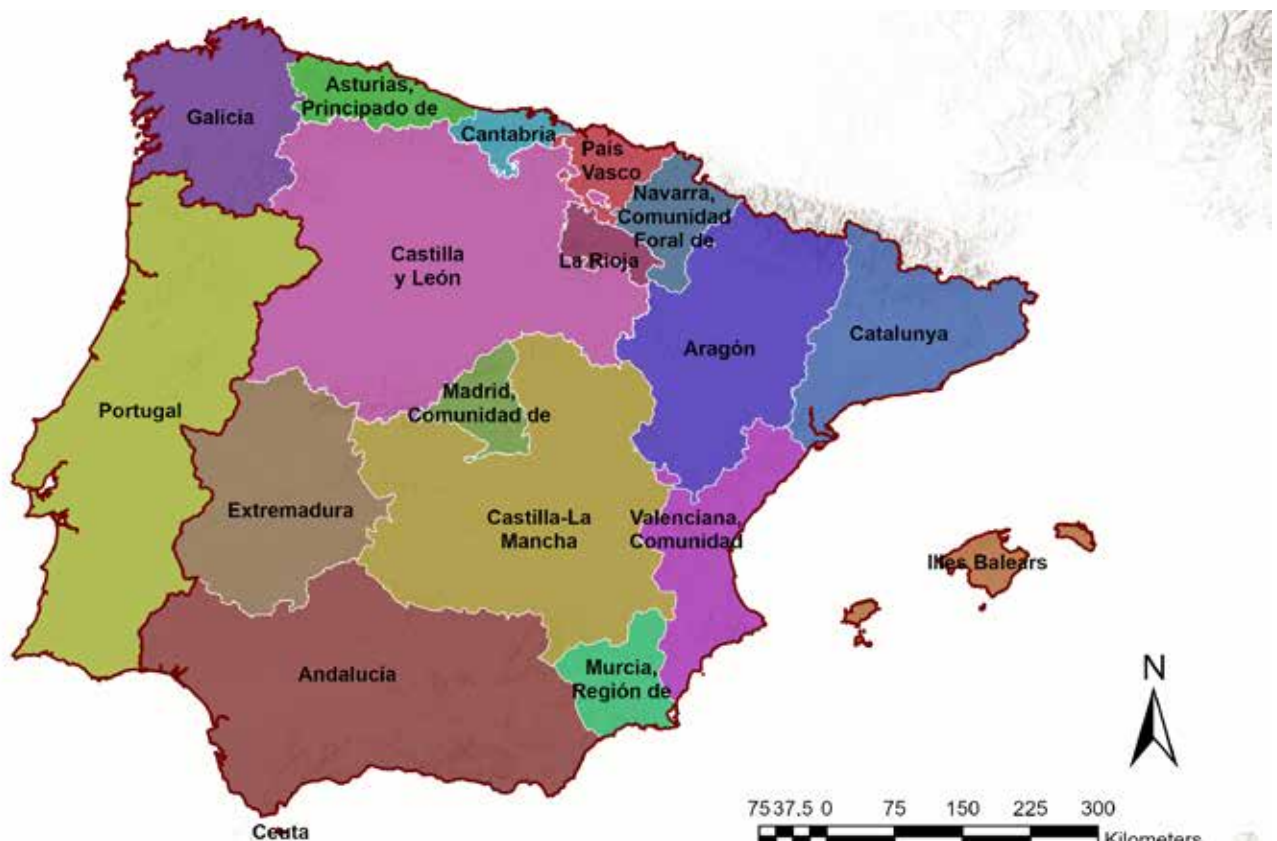 Galicia
Asturias,
Principado de
Cantabria
País
Vasco
Navarra,
Comunidad
Foral de
La Rioja
Castilla
y León
Aragón
Catalunya
Madrid,
Comunidad de
Portugal
Extremadura
Castilla-La
Mancha
Valenciana,
Comunidad
Illes Balears
Andalucía
Murcia,
Región de
N
Ceuta
75 37.5 0 75 150 225 300
Kilometers